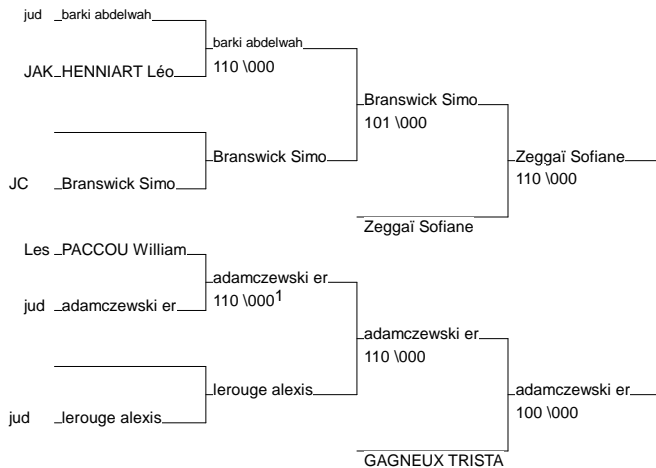 jud barki abdelwah
barki abdelwah
JAK HENNIART Léo
110 \000
Branswick Simo
101 \000
Branswick Simo
Zeggaï Sofiane
JC Branswick Simo
110 \000
Zeggaï Sofiane
Les PACCOU William
adamczewski er
jud adamczewski er
110 \000 1
adamczewski er
110 \000
lerouge alexis
adamczewski er
jud lerouge alexis
100 \000
GAGNEUX TRISTA